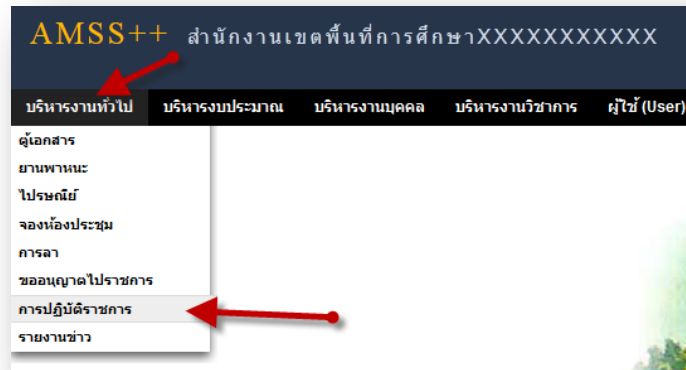 AMSS++ สำนักงานเขตพื้นที่การศึกษาXXXXXXXXXXX
บริหารงานทั่วไป บริหารงบประมาณ บริหารงานบุคคล บริหารงานวิชาการ ผู้ใช้ (User)
ตู้เอกสาร
ยานพาหนะ
ไปรษณีย์
จองห้องประชุม
การลา
ขออนุญาตไปราชการ
การปฏิบัติราชการ
รายงานข่าว